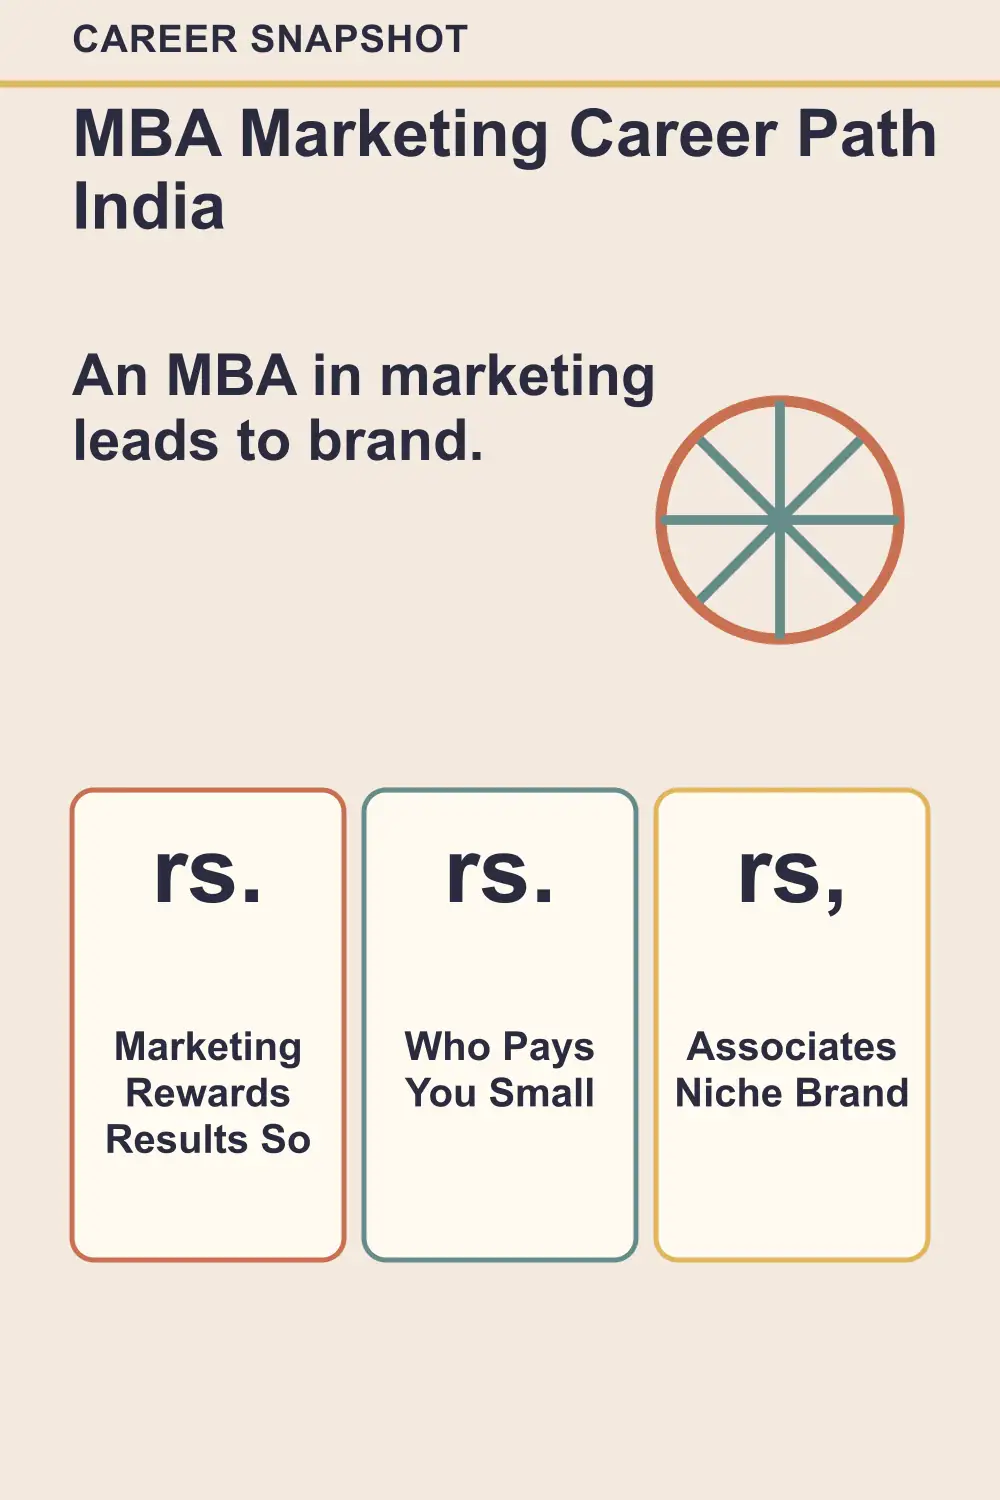 CAREER SNAPSHOT
MBA Marketing Career Path
India
An MBA in marketing
leads to brand.
rs.
Marketing
Rewards
Results So
rs.
Who Pays
You Small
rs,
Associates
Niche Brand